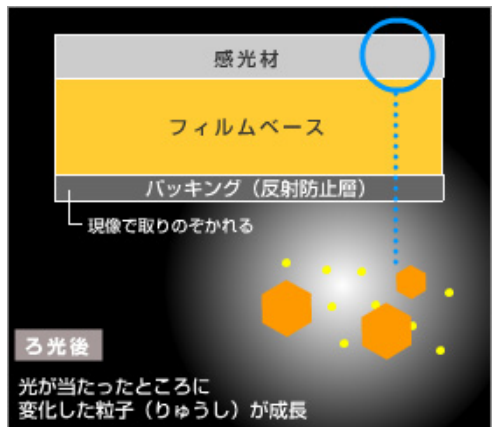 感光材
フィルムベース
バッキング（反射防止層）
現像で取りのぞかれる
ろ光後
光が当たったところに
変化した粒子（りゅうし）が成長